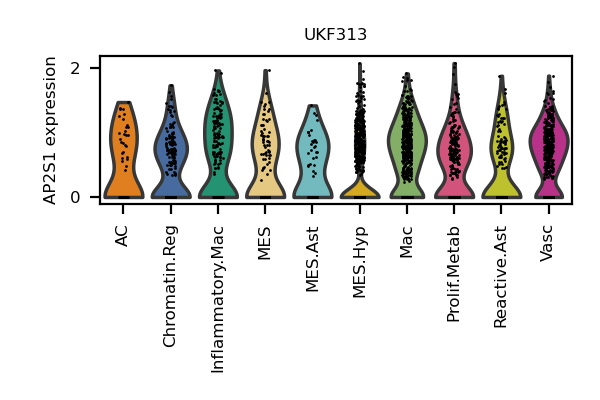 UKF313
AP2S1 expression
2
0
AC
Chromatin.Reg
Inflammatory.Mac
MES
MES.Ast
MES.Hyp
Mac
Prolif.Metab
Reactive.Ast
Vasc